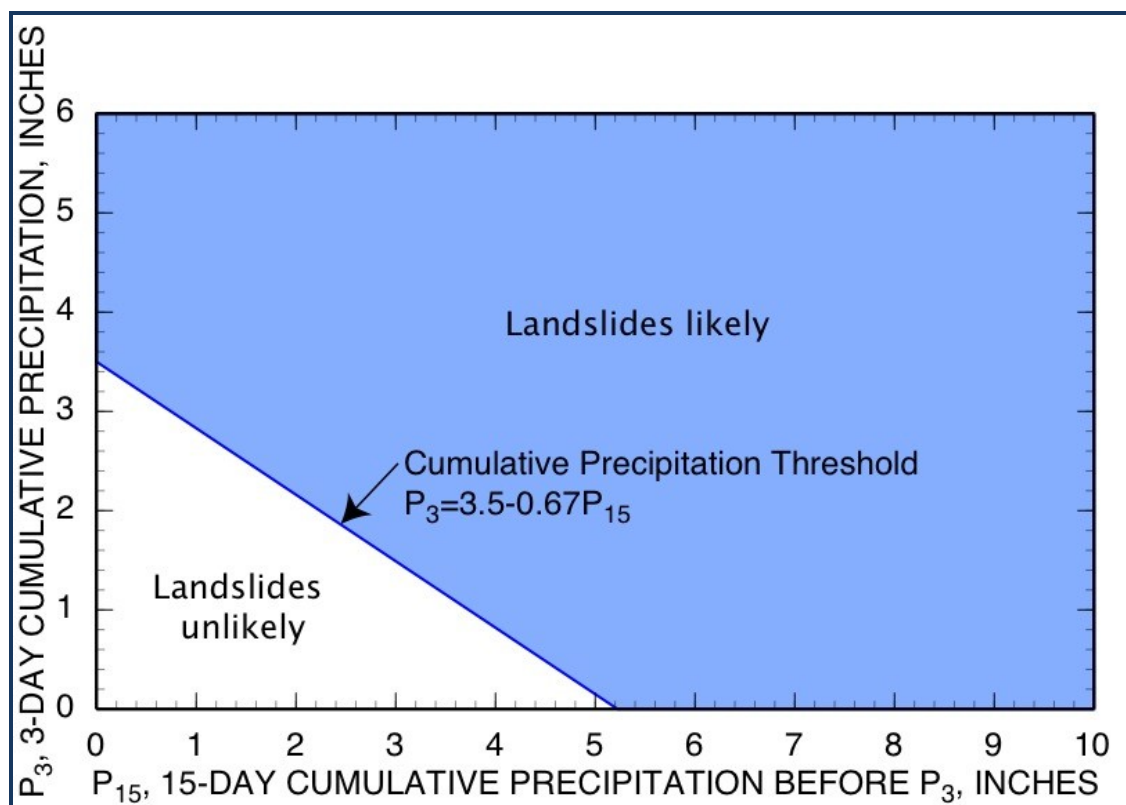 P3, 3-DAY CUMULATIVE PRECIPITATION, INCHES
6
5
4
3
2
1
0
Landslides likely
Cumulative Precipitation Threshold
P3=3.5-0.67P15
Landslides
unlikely
0 1 2 3 4 5 6 7 8 9 10
P15, 15-DAY CUMULATIVE PRECIPITATION BEFORE P3, INCHES